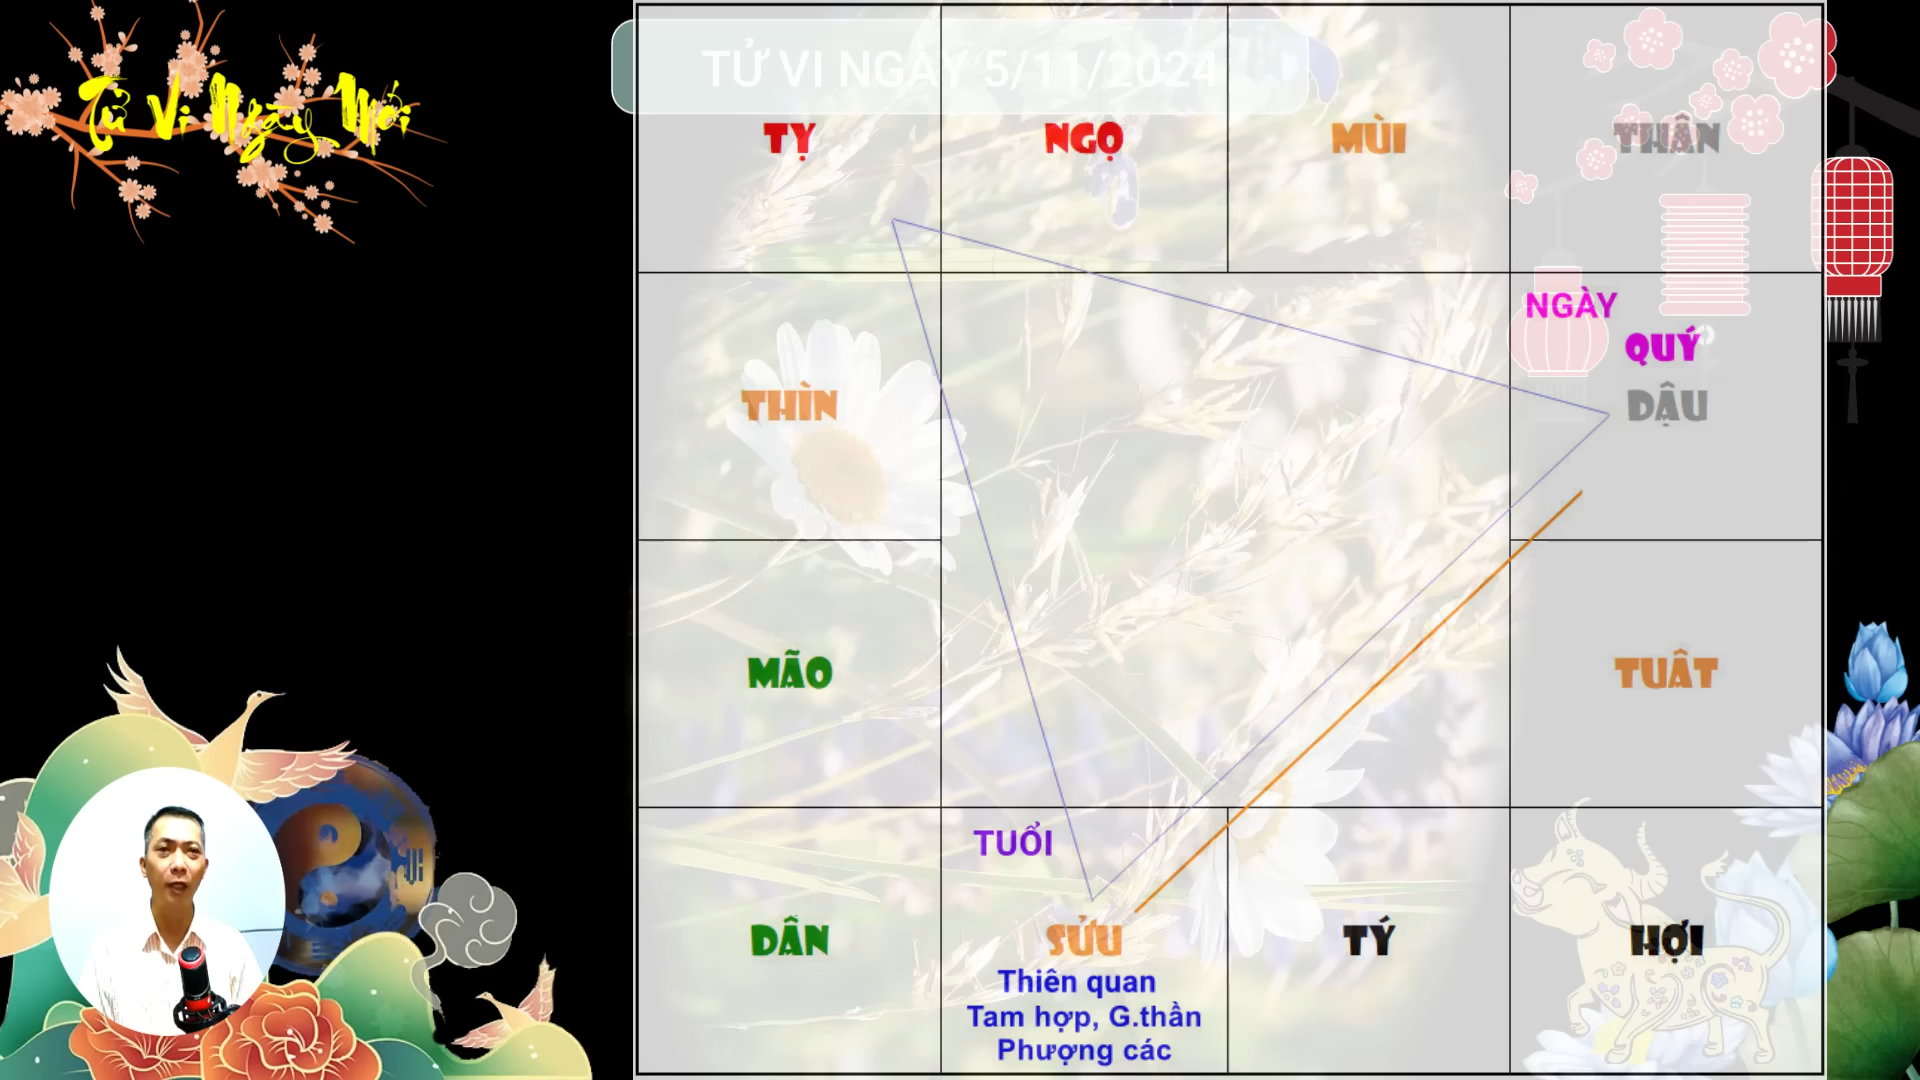 Tử Vi Ngày Mới
TỬ VI NGÀY 5/11/2024
TỴ
NGỌ
MÙI
THÂN
THÌN
NGÀY
QUÝ
DẬU
MÃO
TUẤT
DẦN
TUỔI
SỬU
Thiên quan
Tam hợp, G.thần
Phượng các
TÝ
HỢI